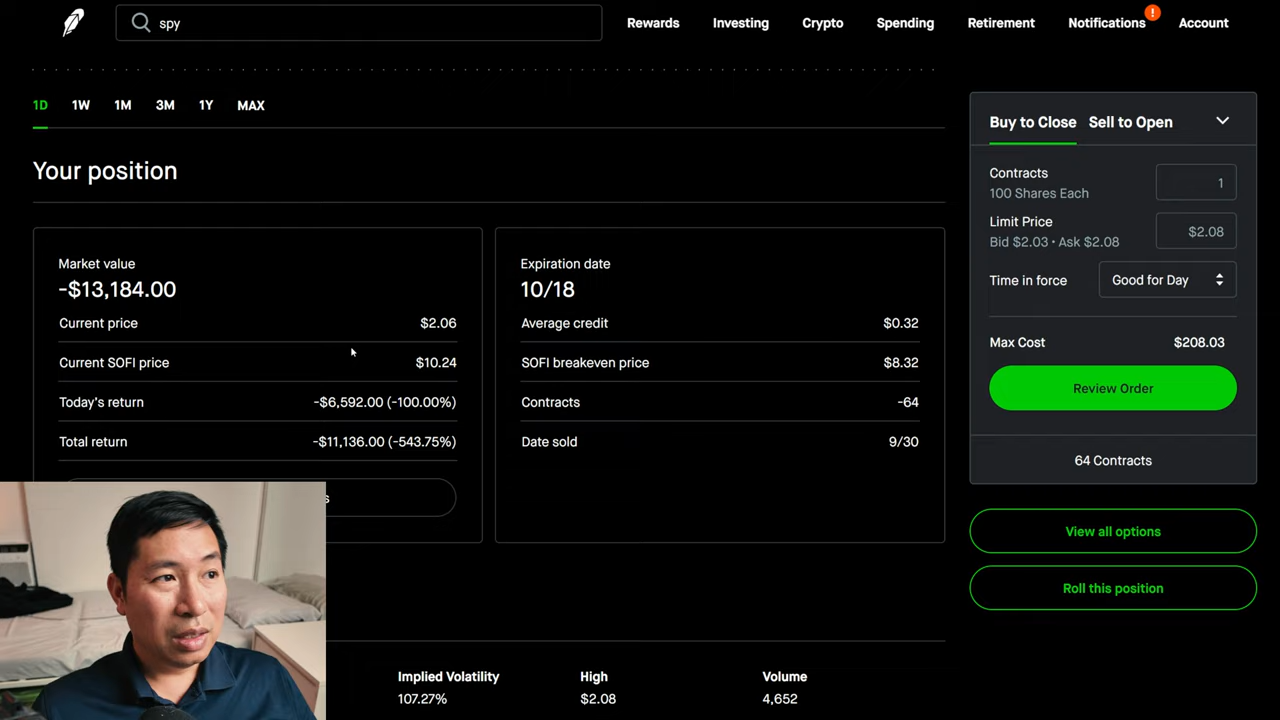 spy
Rewards
Investing
Crypto
Spending
Retirement
Notifications
!
Account
1D
1W
1M
3M
1Y
MAX
Your position
Market value
-$13,184.00
Current price $2.06
Current SOFI price $10.24
Today's return -$6,592.00 (-100.00%)
Total return -$11,136.00 (-543.75%)
Expiration date
10/18
Average credit $0.32
SOFI breakeven price $8.32
Contracts -64
Date sold 9/30
Buy to Close Sell to Open
Contracts 1
100 Shares Each
Limit Price $2.08
Bid $2.03 • Ask $2.08
Time in force Good for Day
Max Cost $208.03
Review Order
64 Contracts
View all options
Roll this position
Implied Volatility
107.27%
High
$2.08
Volume
4,652